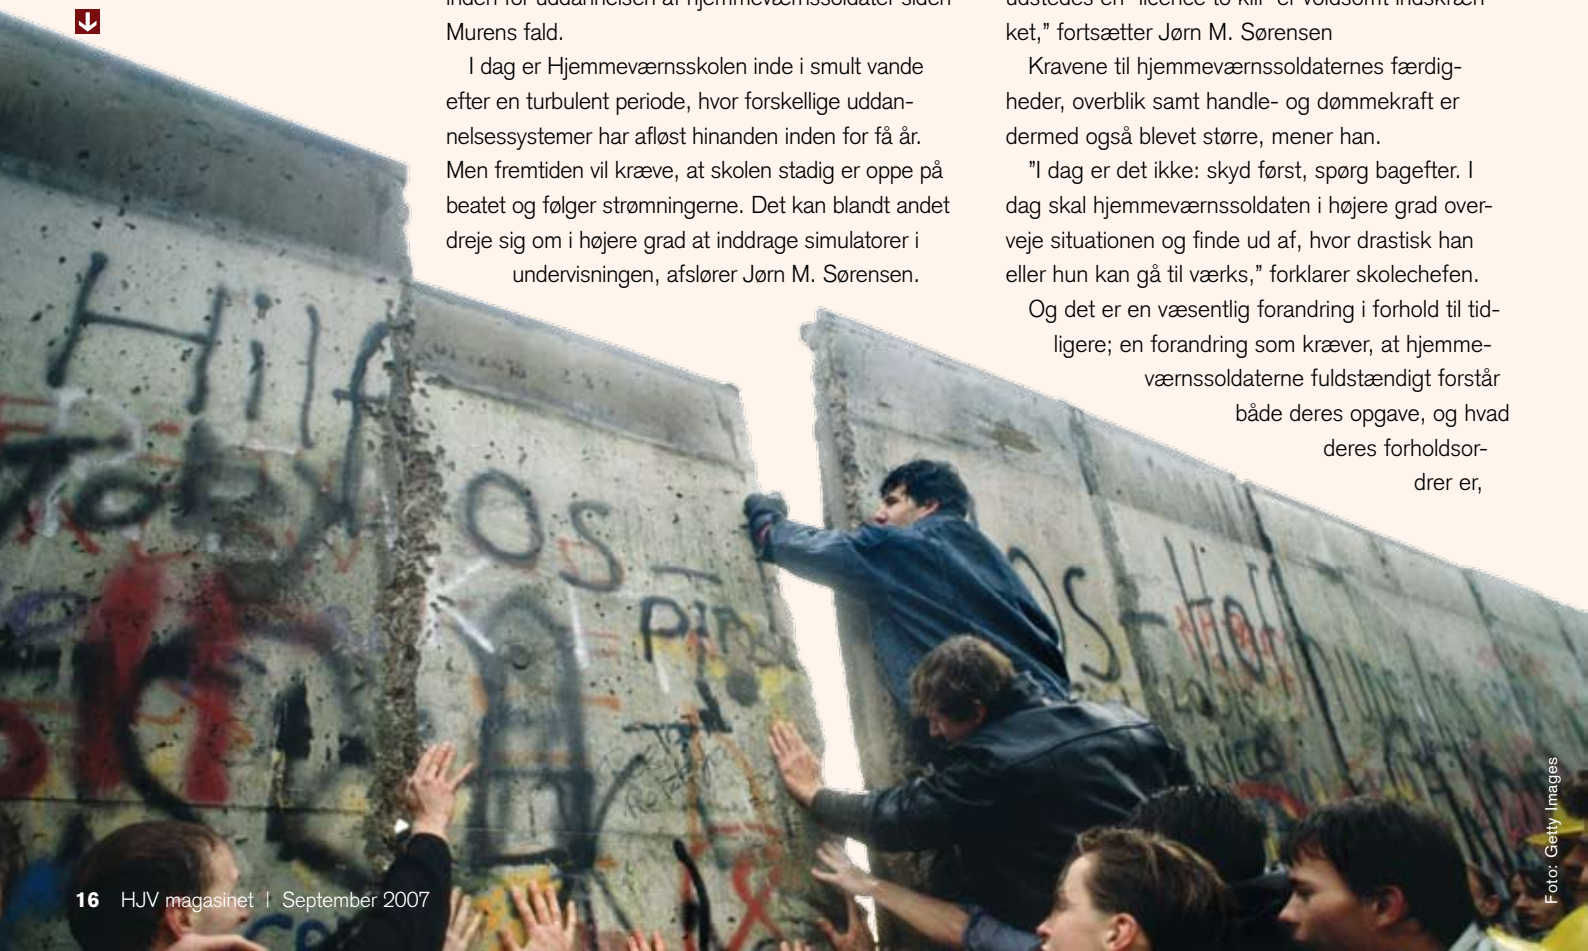 Murens fald.
I dag er Hjemmeværnsskolen inde i smult vande
efter en turbulent periode, hvor forskellige uddan-
nelsessystemer har afløst hinanden inden for få år.
Men fremtiden vil kræve, at skolen stadig er oppe på
beatet og følger strømningerne. Det kan blandt andet
dreje sig om i højere grad at inddrage simulatorer i
undervisningen, afslører Jørn M. Sørensen.
ket,” fortsætter Jørn M. Sørensen
Kravene til hjemmeværnssoldaternes færdig-
heder, overblik samt handle- og dømmekraft er
dermed også blevet større, mener han.
”I dag er det ikke: skyd først, spørg bagefter. I
dag skal hjemmeværnssoldaten i højere grad over-
veje situationen og finde ud af, hvor drastisk han
eller hun kan gå til værks,” forklarer skolechefen.
Og det er en væsentlig forandring i forhold til tid-
ligere; en forandring som kræver, at hjemme-
værnssoldaterne fuldstændigt forstår
både deres opgave, og hvad
deres forholdsor-
drer er,
Hilf
OS -
OS - Holt
Foto: Getty Images
16 HJV magasinet | September 2007